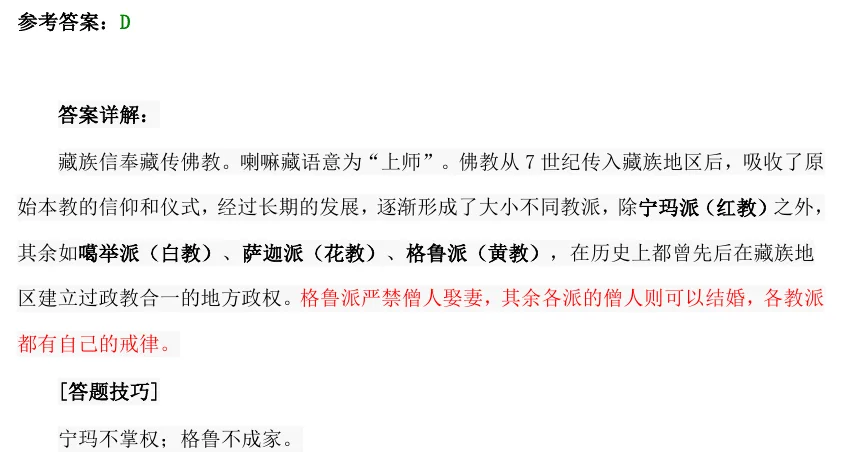 参考答案：D
答案详解：
藏族信奉藏传佛教。喇嘛藏语意为“上师”。佛教从 7 世纪传入藏族地区后，吸收了原
始本教的信仰和仪式，经过长期的发展，逐渐形成了大小不同教派，除宁玛派（红教）之外，
其余如噶举派（白教）、萨迦派（花教）、格鲁派（黄教），在历史上都曾先后在藏族地
区建立过政教合一的地方政权。格鲁派严禁僧人娶妻，其余各派的僧人则可以结婚，各教派
都有自己的戒律。
[答题技巧]
宁玛不掌权；格鲁不成家。